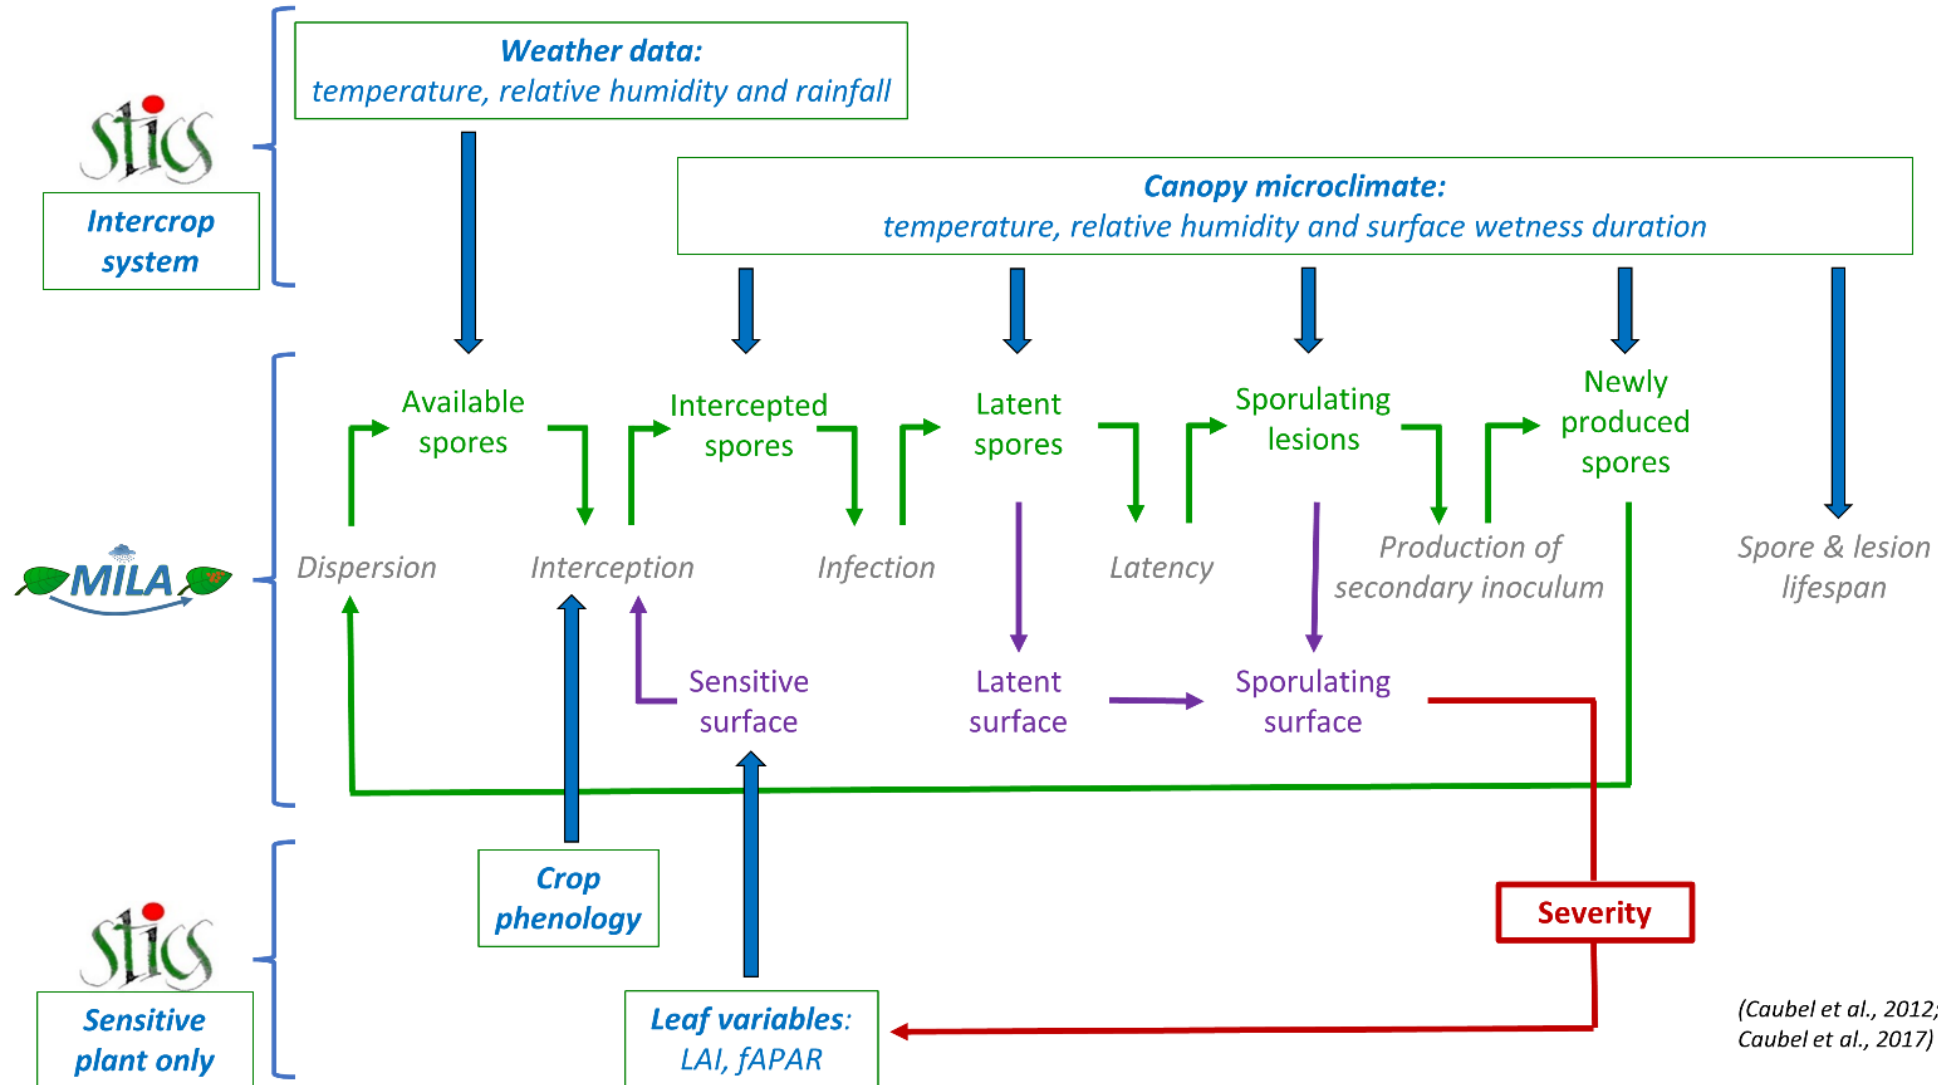 Weather data:
temperature, relative humidity and rainfall
stics
Intercrop
system
Canopy microclimate:
temperature, relative humidity and surface wetness duration
Available
spores
Intercepted
spores
Latent
spores
Sporulating
lesions
Newly
produced
spores
MILA
Dispersion
Interception
Infection
Latency
Production of
secondary inoculum
Spore & lesion
lifespan
Sensitive
surface
Latent
surface
Sporulating
surface
Crop
phenology
Severity
stics
Sensitive
plant only
Leaf variables:
LAI, fAPAR
(Caubel et al., 2012;
Caubel et al., 2017)